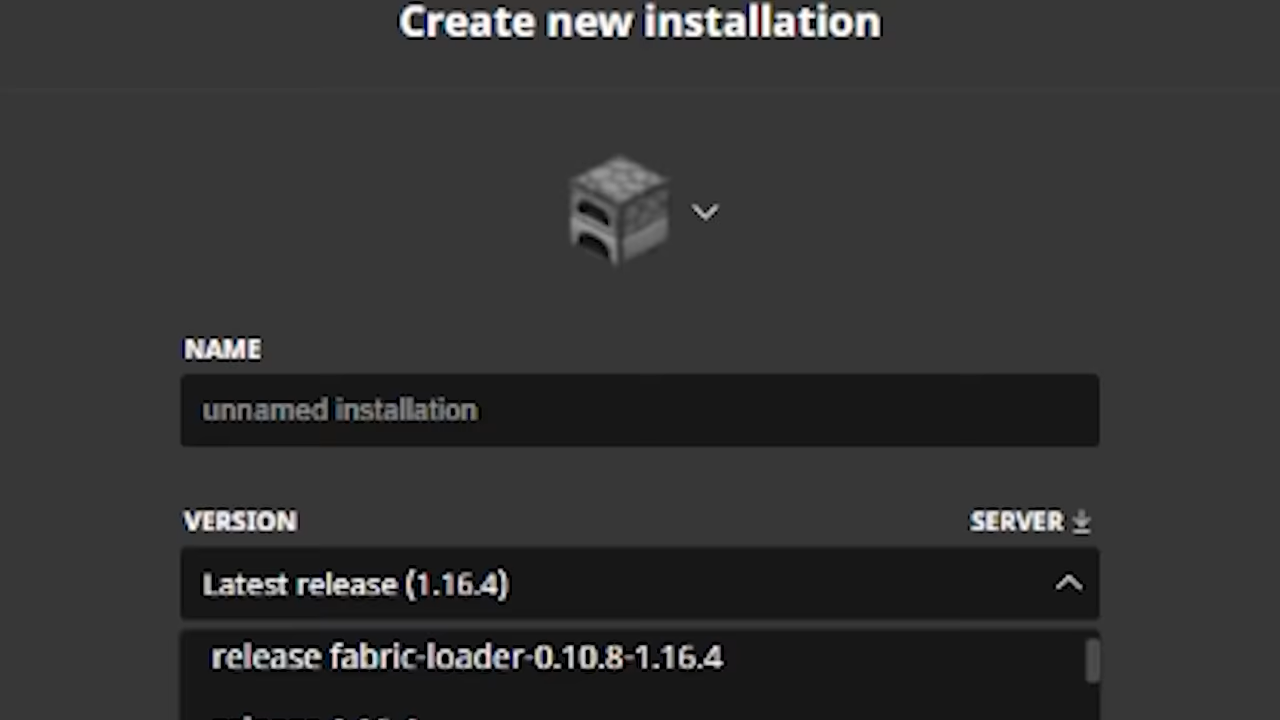 Create new installation
NAME
unnamed installation
VERSION
SERVER
Latest release (1.16.4)
release fabric-loader-0.10.8-1.16.4